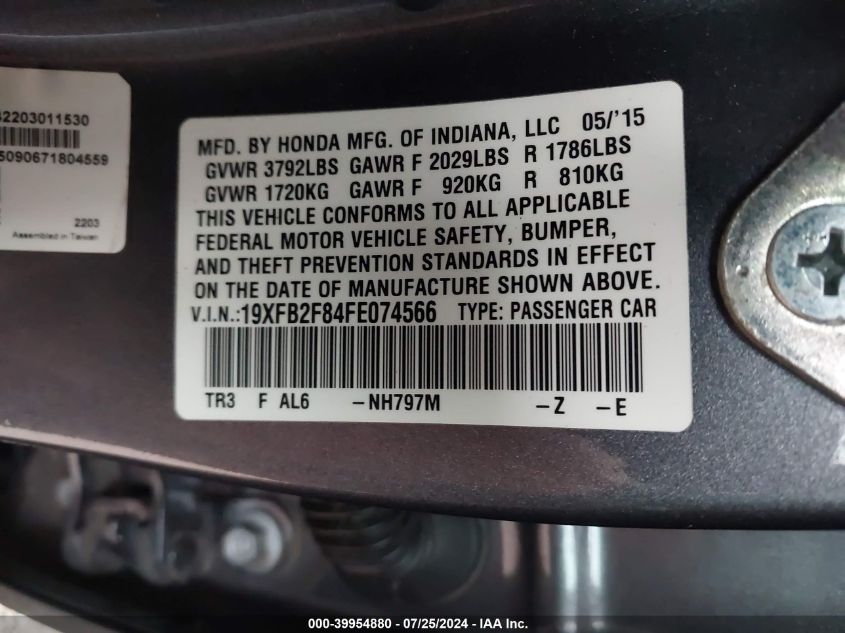 2203011530
5090671804559
2203
Assembled in Taiwan
MFD. BY HONDA MFG. OF INDIANA, LLC 05/'15
GVWR 3792LBS GAWR F 2029LBS R 1786LBS
GVWR 1720KG GAWR F 920KG R 810KG
THIS VEHICLE CONFORMS TO ALL APPLICABLE
FEDERAL MOTOR VEHICLE SAFETY, BUMPER,
AND THEFT PREVENTION STANDARDS IN EFFECT
ON THE DATE OF MANUFACTURE SHOWN ABOVE.
V.I.N.:19XFB2F84FE074566 TYPE: PASSENGER CAR
TR3 F AL6 –NH797M –Z –E
000-39954880 - 07/25/2024 - IAA Inc.